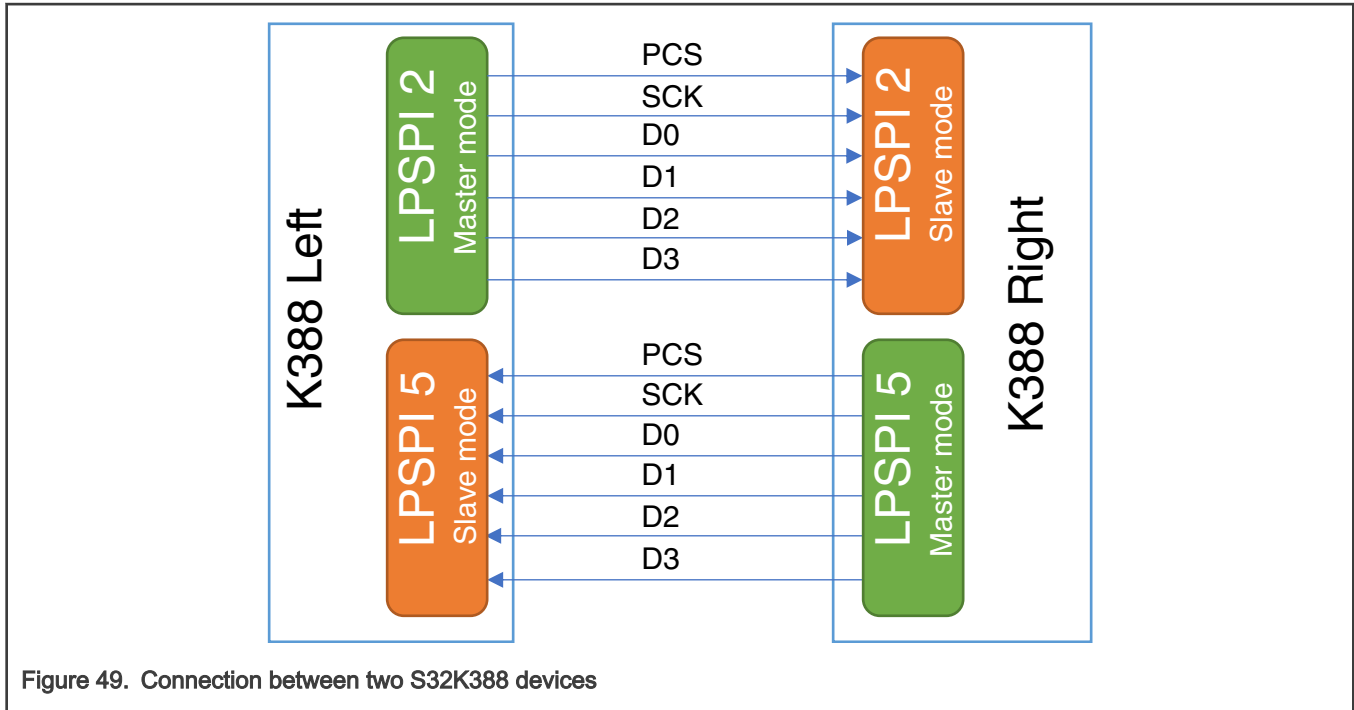 K388 Left
LPSPI 2
Master mode
PCS
SCK
D0
D1
D2
D3
LPSPI 2
Slave mode
K388 Right
LPSPI 5
Slave mode
PCS
SCK
D0
D1
D2
D3
LPSPI 5
Master mode
Figure 49. Connection between two S32K388 devices